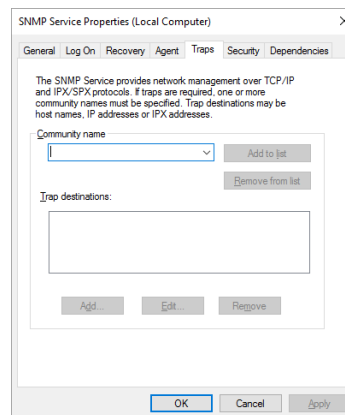 SNMP Service Properties (Local Computer)
General Log On Recovery Agent Traps Security Dependencies
The SNMP Service provides network management over TCP/IP
and IPX/SPX protocols. If traps are required, one or more
community names must be specified. Trap destinations may be
host names, IP addresses or IPX addresses.
Community name
Add to list
Remove from list
Trap destinations:
Add... Edit... Remove
OK Cancel Apply